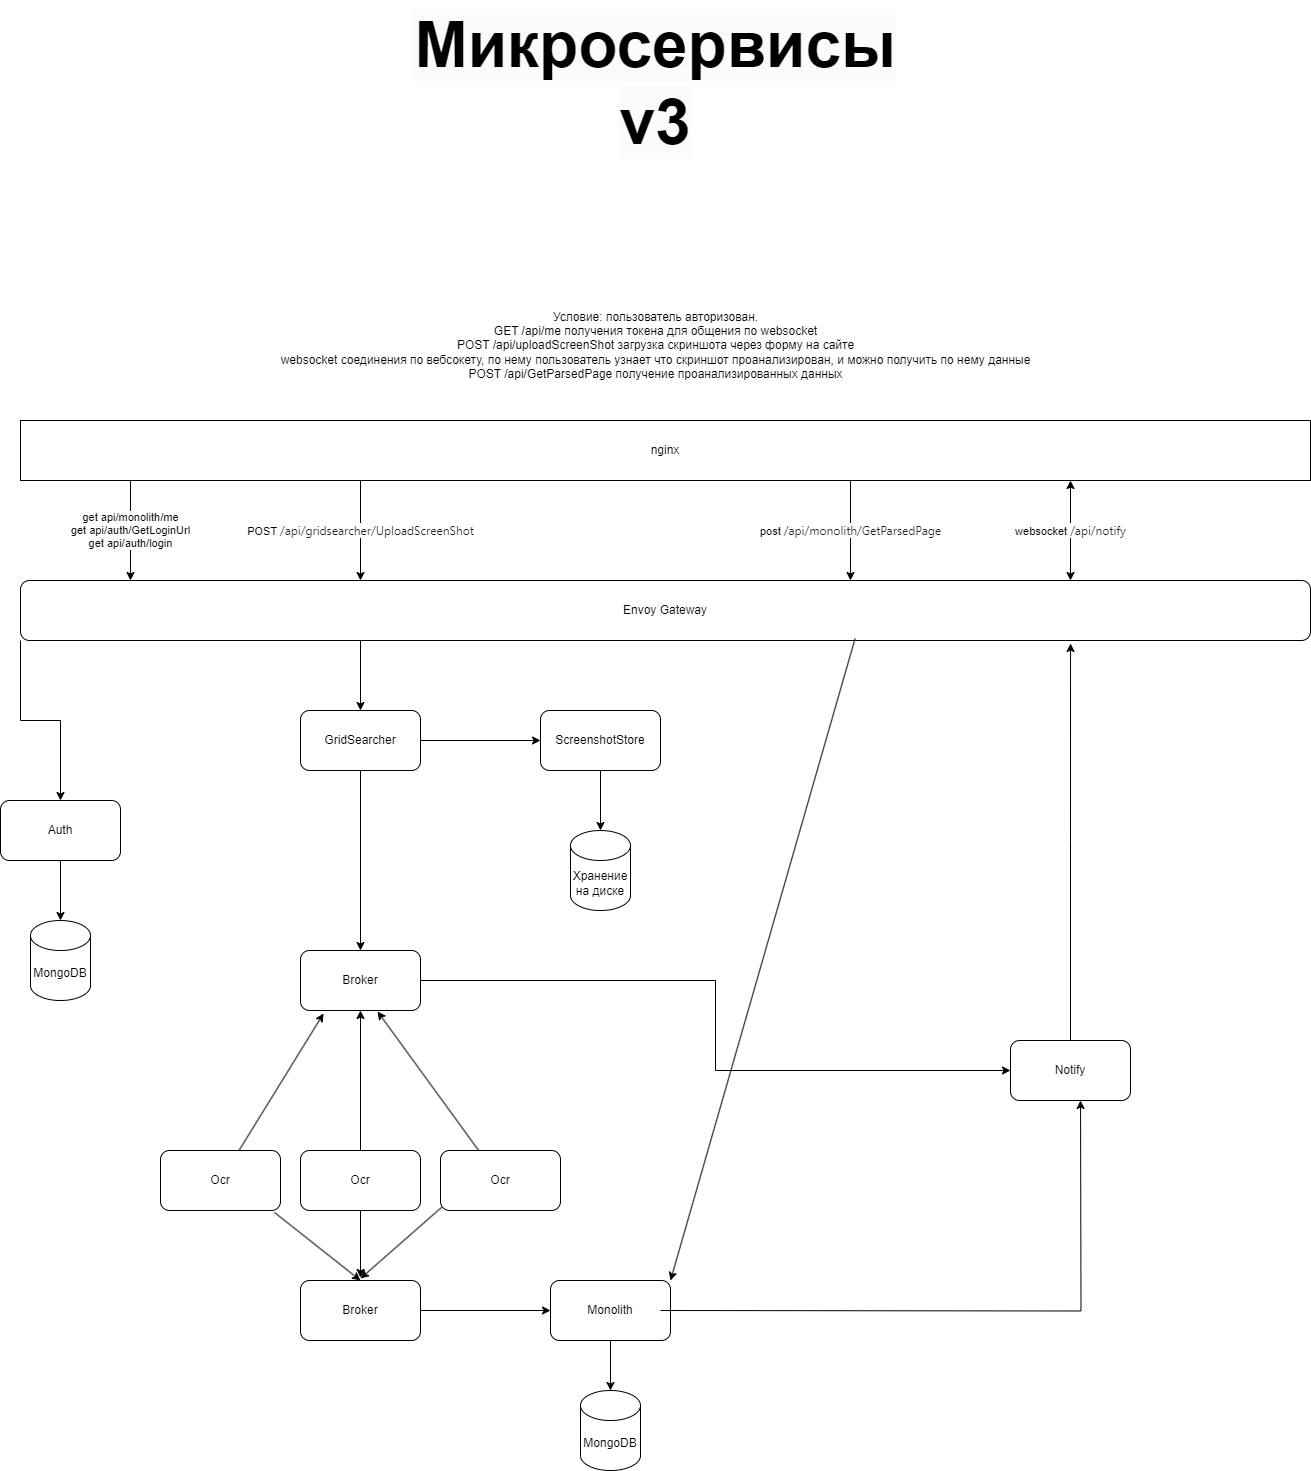 Микросервисы
v3
Условие: пользователь авторизован.
GET /api/me получения токена для общения по websocket
POST /api/uploadScreenShot загрузка скриншота через форму на сайте
websocket соединения по вебсокету, по нему пользователь узнает что скриншот проанализирован, и можно получить по нему данные
POST /api/GetParsedPage получение проанализированных данных
nginx
get api/monolith/me
get api/auth/GetLoginUrl
get api/auth/login
POST /api/gridsearcher/UploadScreenShot
post /api/monolith/GetParsedPage
websocket /api/notify
Envoy Gateway
GridSearcher
ScreenshotStore
Auth
Хранение
на диске
MongoDB
Broker
Notify
Ocr
Ocr
Ocr
Broker
Monolith
MongoDB